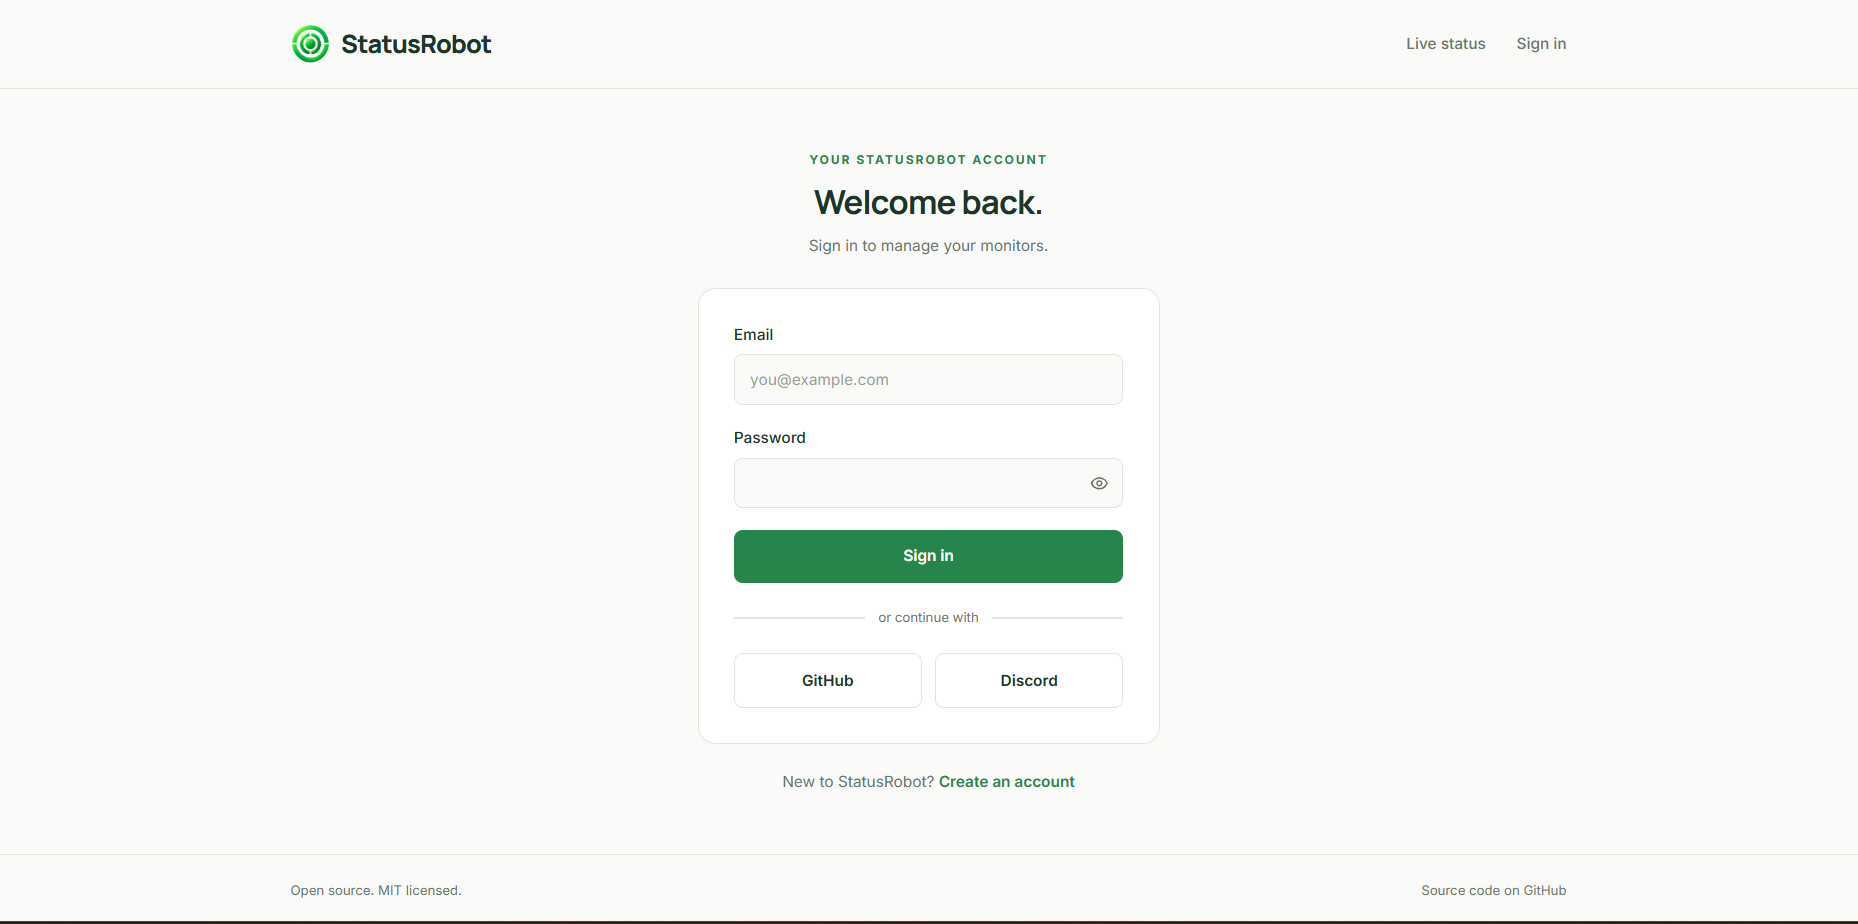 StatusRobot
Live status
Sign in
YOUR STATUSROBOT ACCOUNT
Welcome back.
Sign in to manage your monitors.
Email
you@example.com
Password
Sign in
or continue with
GitHub
Discord
New to StatusRobot? Create an account
Open source. MIT licensed.
Source code on GitHub